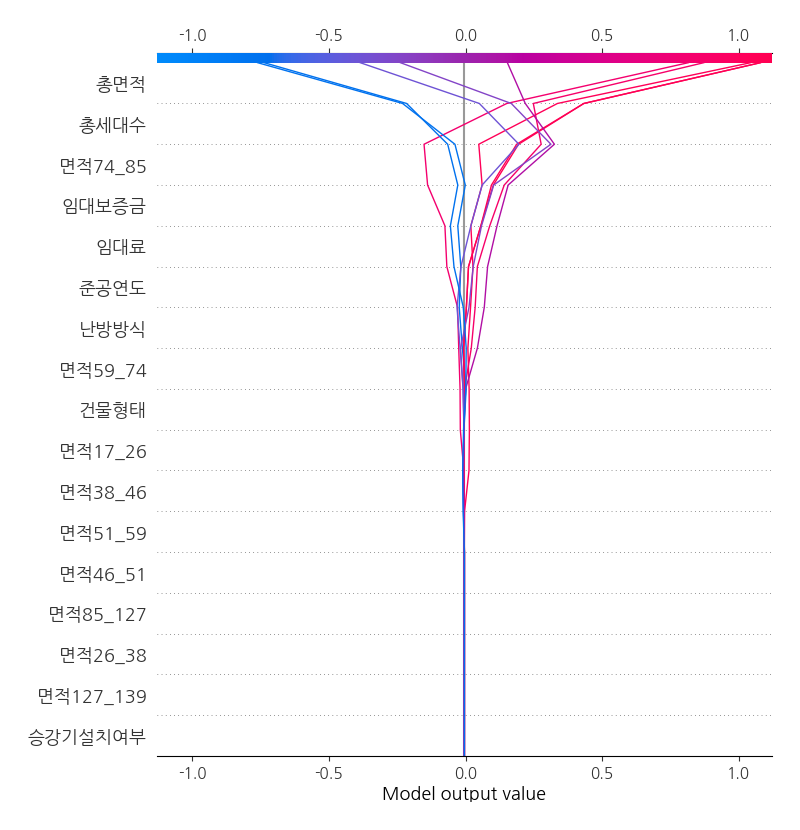 -1.0 -0.5 0.0 0.5 1.0
총면적
총세대수
면적74_85
임대보증금
임대료
준공연도
난방방식
면적59_74
건물형태
면적17_26
면적38_46
면적51_59
면적46_51
면적85_127
면적26_38
면적127_139
승강기설치여부
-1.0 -0.5 0.0 0.5 1.0
Model output value